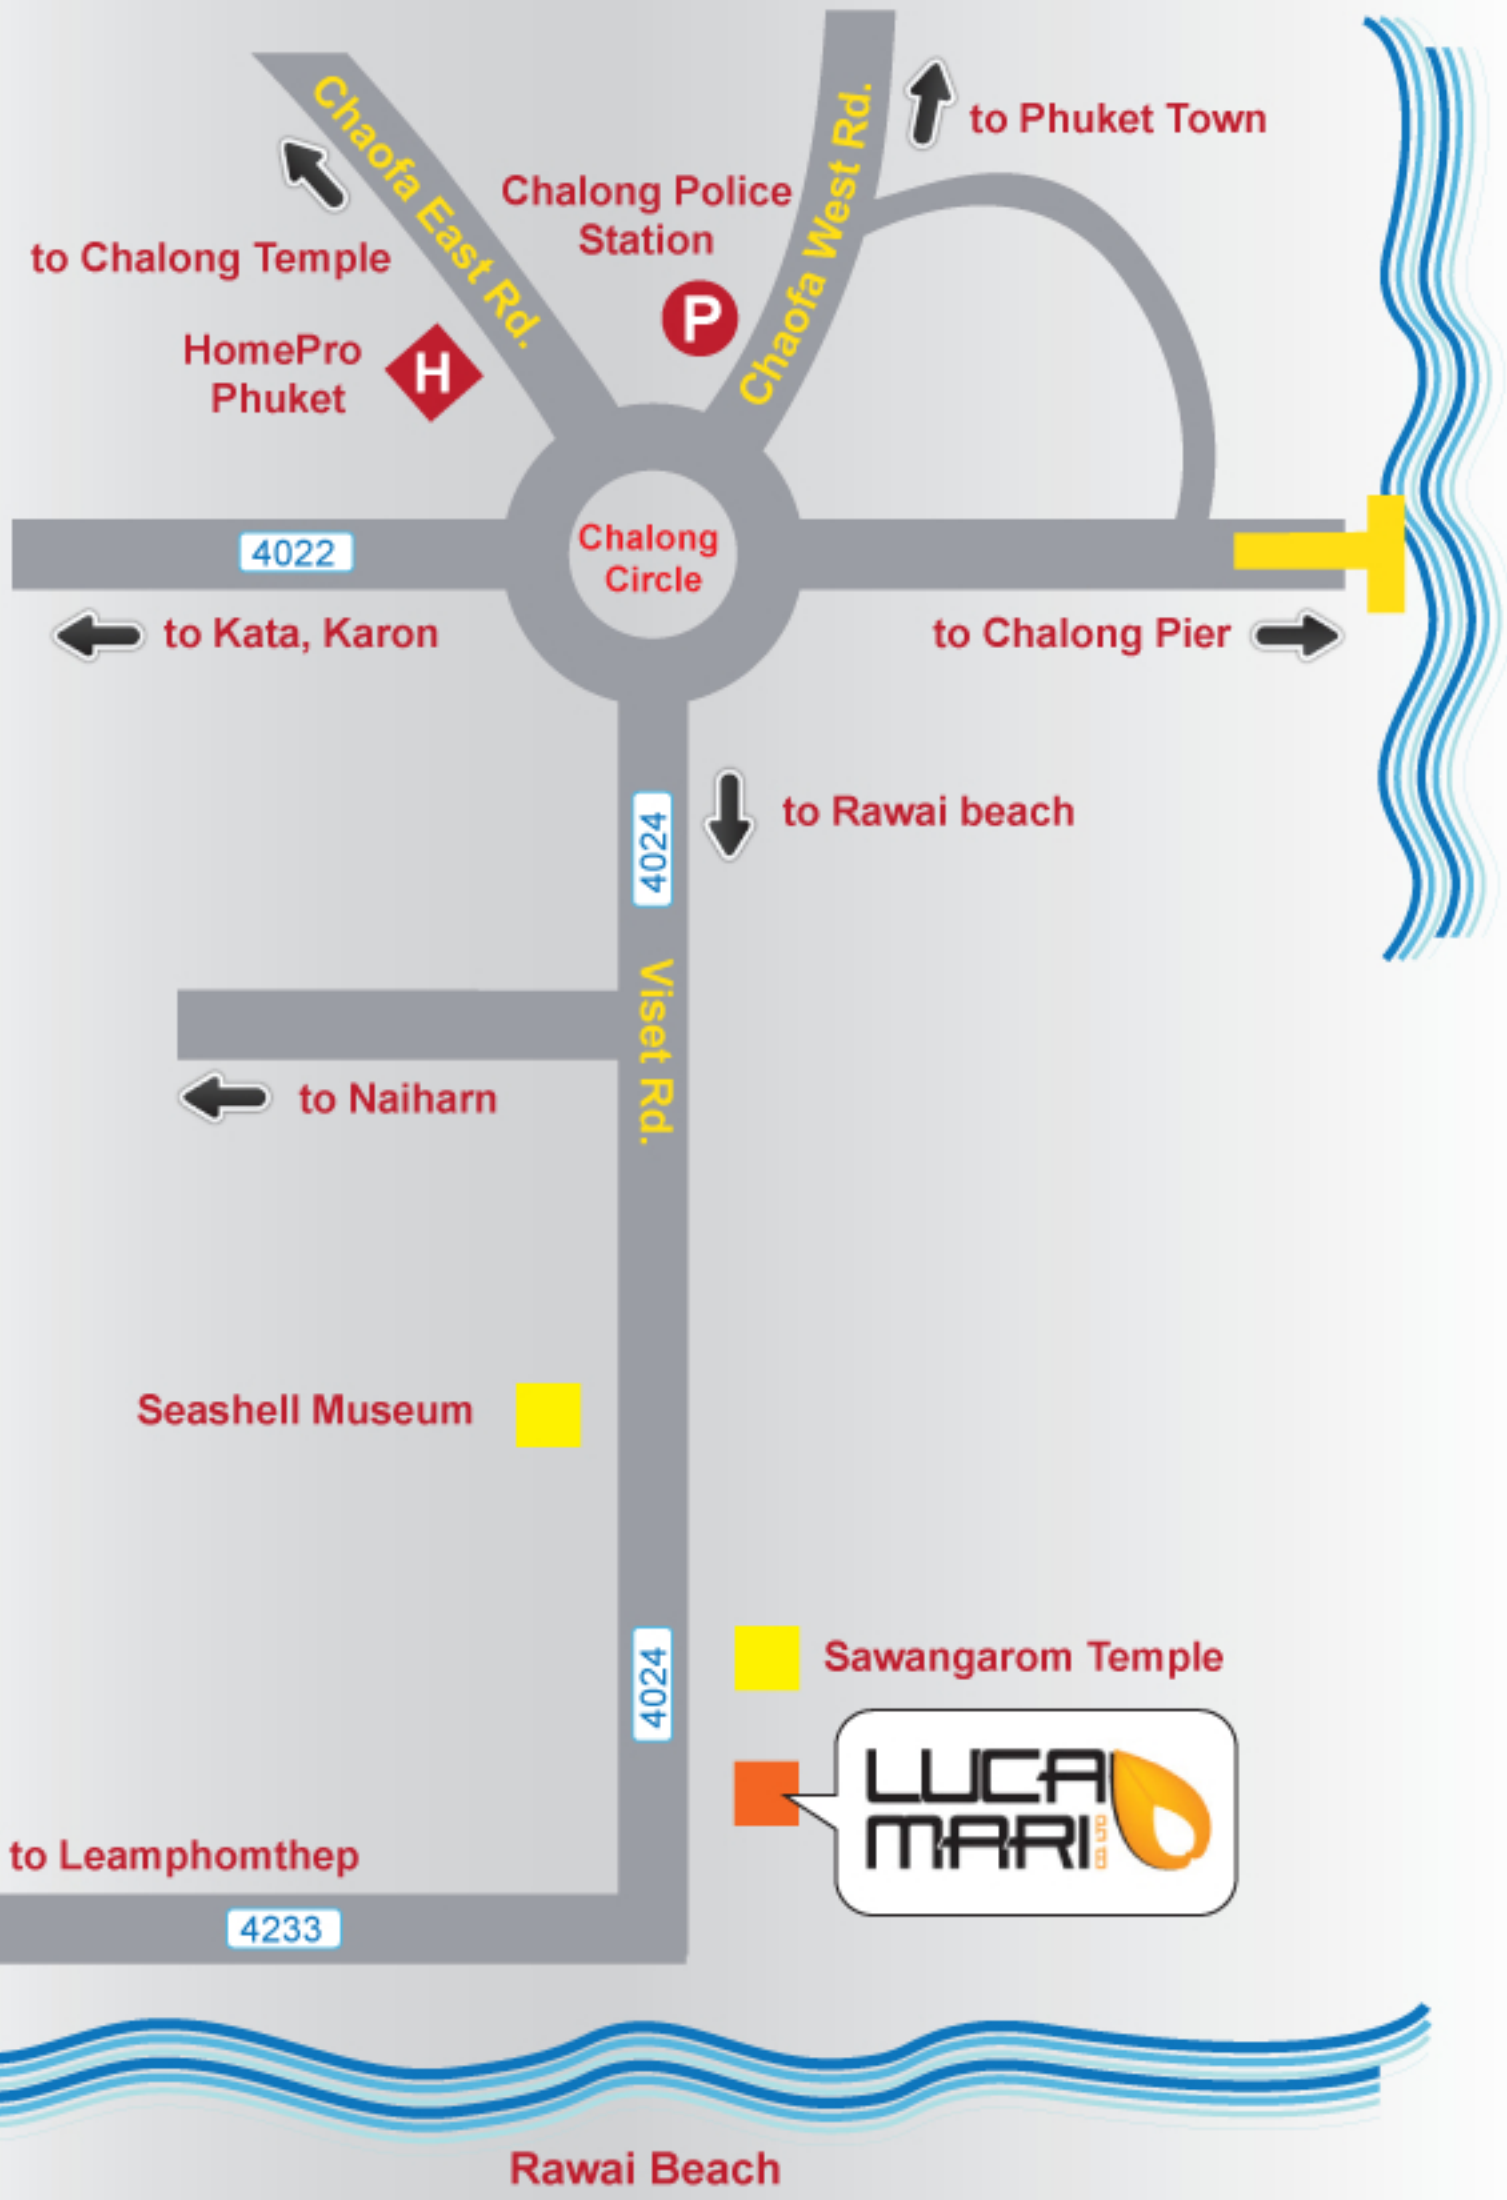 Chaofa East Rd.
Chaofa West Rd.
to Phuket Town
Chalong Police
Station
to Chalong Temple
P
HomePro
Phuket
H
Chalong
Circle
4022
to Kata, Karon
to Chalong Pier
to Rawai beach
4024
Viset Rd.
to Naiharn
Seashell Museum
Sawangarom Temple
4024
LUCA
MARI
to Leamphomthep
4233
Rawai Beach